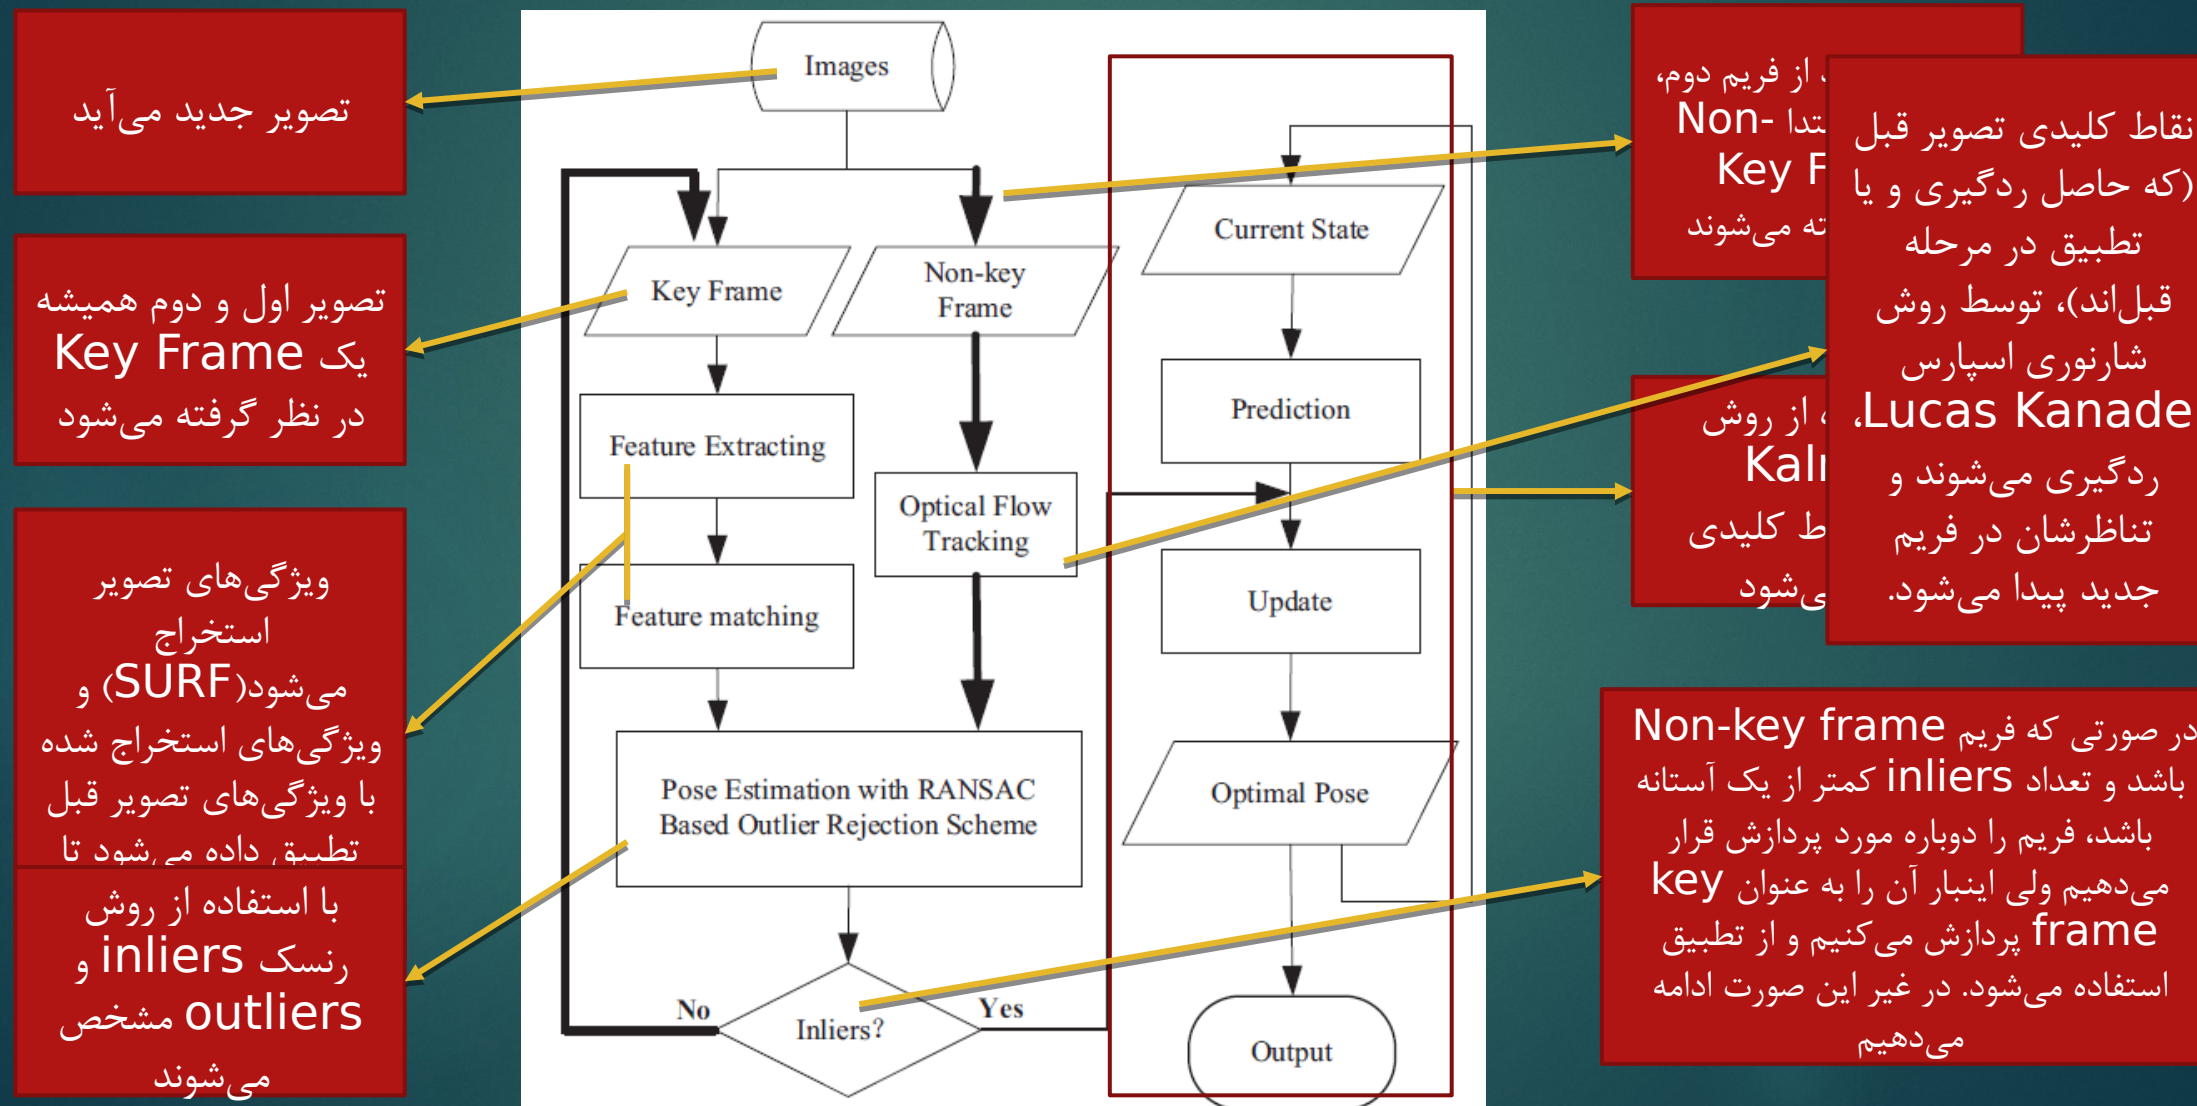 تصویر جدید می‌آید
تصویر اول و دوم همیشه
یک Key Frame
در نظر گرفته می‌شود
ویژگی‌های تصویر
استخراج
می‌شود(SURF) و
ویژگی‌های استخراج شده
با ویژگی‌های تصویر قبل
تطبیق داده می‌شود تا
با استفاده از روش
رنسک inliers و
outliers مشخص
می‌شوند
Images
Key Frame
Non-key
Frame
Feature Extracting
Optical Flow
Tracking
Feature matching
Pose Estimation with RANSAC
Based Outlier Rejection Scheme
No
Inliers?
Yes
Current State
Prediction
Update
Optimal Pose
Output
از فریم دوم،
Non-
Key
می‌شوند
از روش
کلیدی
نقاط کلیدی تصویر قبل
(که حاصل ردگیری و یا
تطبیق در مرحله
قبل‌اند)، توسط روش
شارنوری اسپارس
Lucas Kanade،
ردگیری می‌شوند و
تناظرشان در فریم
جدید پیدا می‌شود.
در صورتی که فریم Non-key frame
باشد و تعداد inliers کمتر از یک آستانه
باشد، فریم را دوباره مورد پردازش قرار
می‌دهیم ولی اینبار آن را به عنوان key
frame پردازش می‌کنیم و از تطبیق
استفاده می‌شود. در غیر این صورت ادامه
می‌دهیم